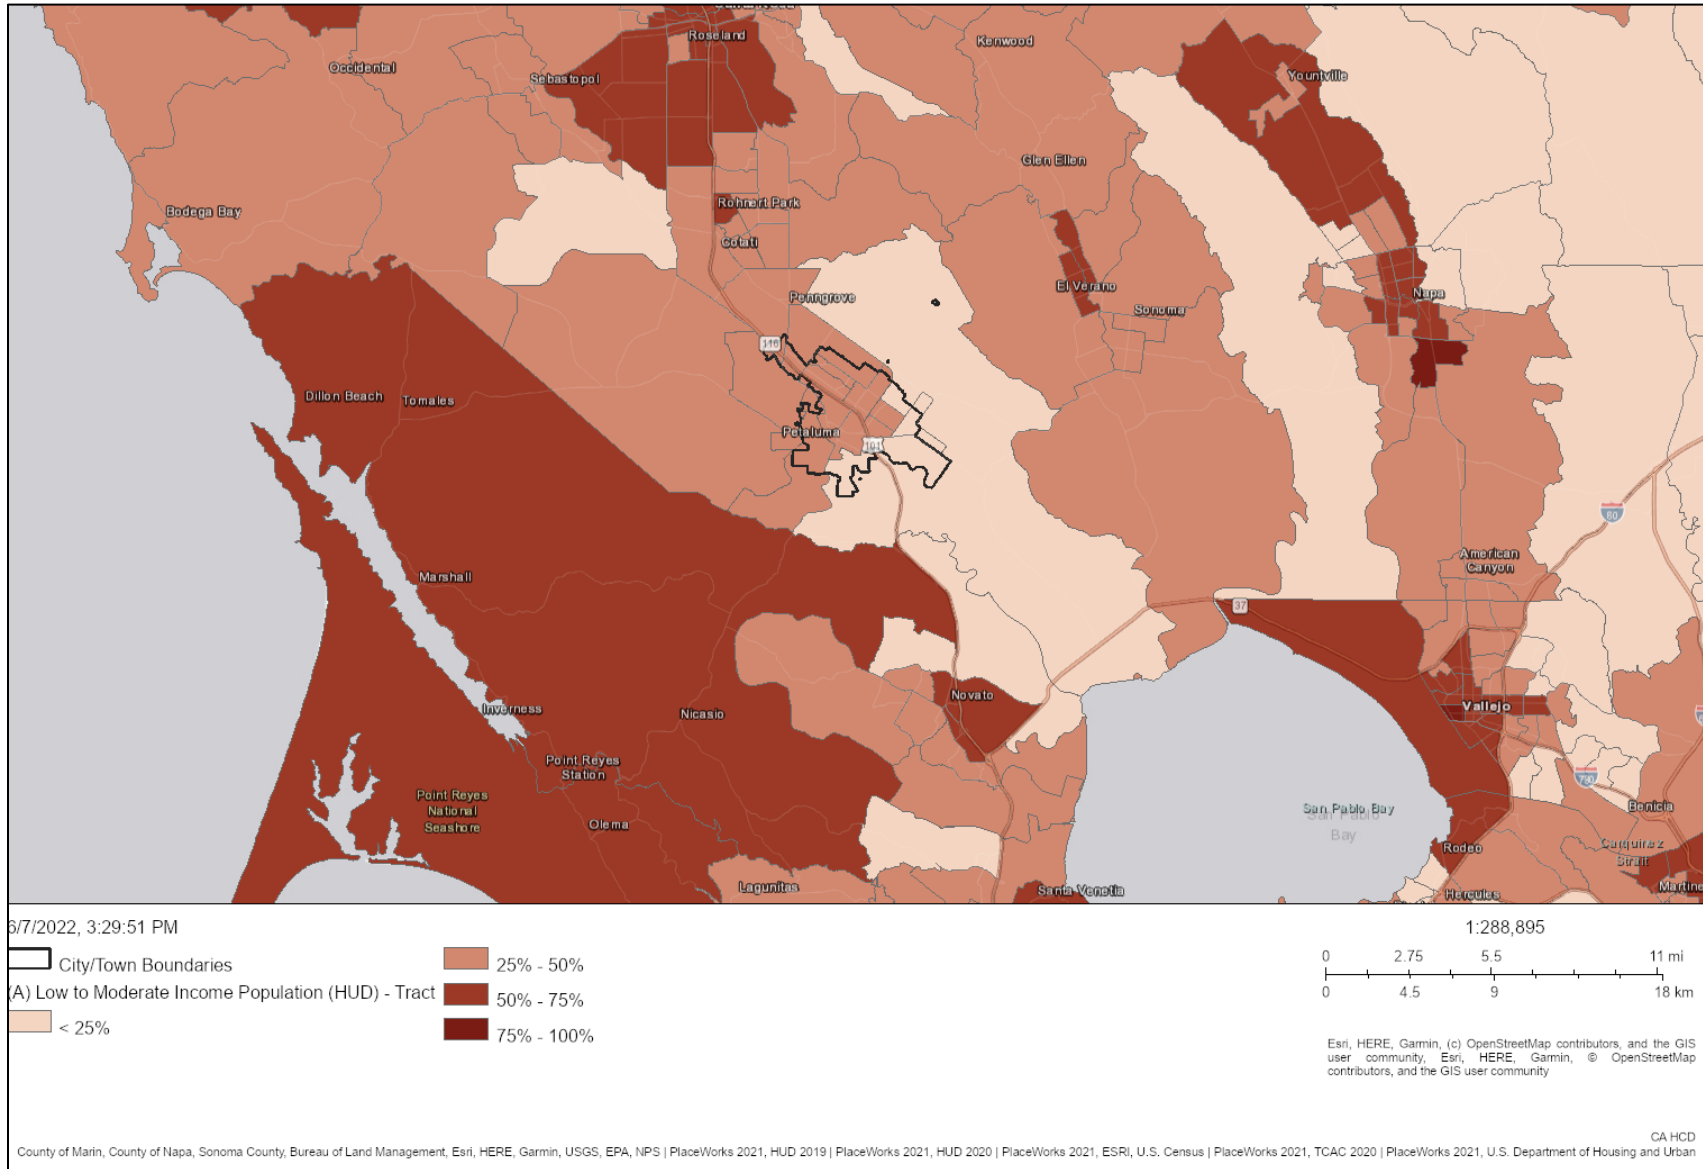 Roseland
Kenwood
Occidental
Sebastopol
Yountville
Glen Ellen
Bodega Bay
Rohnert Park
Cotati
El Verano
Napa
Penngrove
Sonoma
116
Dillon Beach
Tomales
Petaluma
101
80
American
Canyon
Marshall
37
Novato
Vallejo
Inverness
Nicasio
Point Reyes
Station
780
Point Reyes
National
Seashore
San Pablo Bay
San Pablo
Bay
Benicia
Olema
Carquinez
Strait
Rodeo
Lagunitas
Santa Venetia
Hercules
Martine
6/7/2022, 3:29:51 PM
City/Town Boundaries
(A) Low to Moderate Income Population (HUD) - Tract
< 25%
25% - 50%
50% - 75%
75% - 100%
1:288,895
0 2.75 5.5 11 mi
0 4.5 9 18 km
Esri, HERE, Garmin, (c) OpenStreetMap contributors, and the GIS
user community, Esri, HERE, Garmin, © OpenStreetMap
contributors, and the GIS user community
CA HCD
County of Marin, County of Napa, Sonoma County, Bureau of Land Management, Esri, HERE, Garmin, USGS, EPA, NPS | PlaceWorks 2021, HUD 2019 | PlaceWorks 2021, HUD 2020 | PlaceWorks 2021, ESRI, U.S. Census | PlaceWorks 2021, TCAC 2020 | PlaceWorks 2021, U.S. Department of Housing and Urban